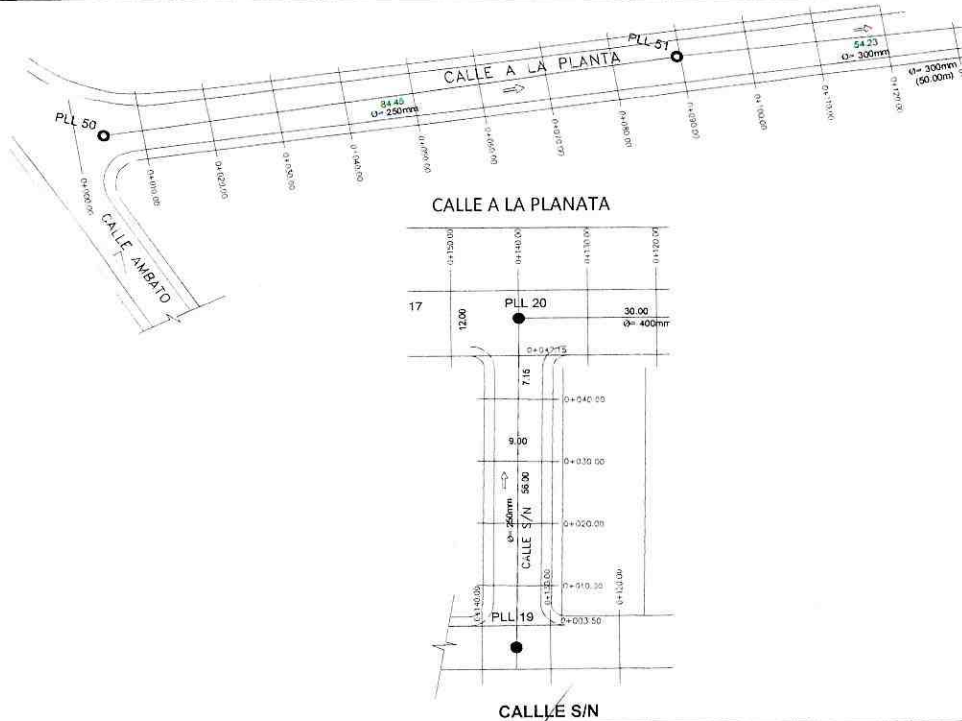 PLL 50
PLL 51
CALLE A LA PLANTA
84.45
Ø= 250mm
54.23
Ø= 300mm
Ø= 300mm
(50.00m)
0+000.00
0+010.00
0+020.00
0+030.00
0+040.00
0+050.00
0+060.00
0+070.00
0+080.00
0+090.00
0+100.00
0+110.00
0+120.00
CALLE AMBATO
CALLE A LA PLANATA
0+150.00
0+140.00
0+130.00
0+120.00
17
12.00
PLL 20
30.00
Ø= 400mm
7.15
0+040.00
9.00
0+030.00
56.00
Ø= 250mm
CALLE S/N
0+020.00
0+010.00
0+140.00
0+130.00
0+120.00
PLL 19
0+003.50
CALLLE S/N